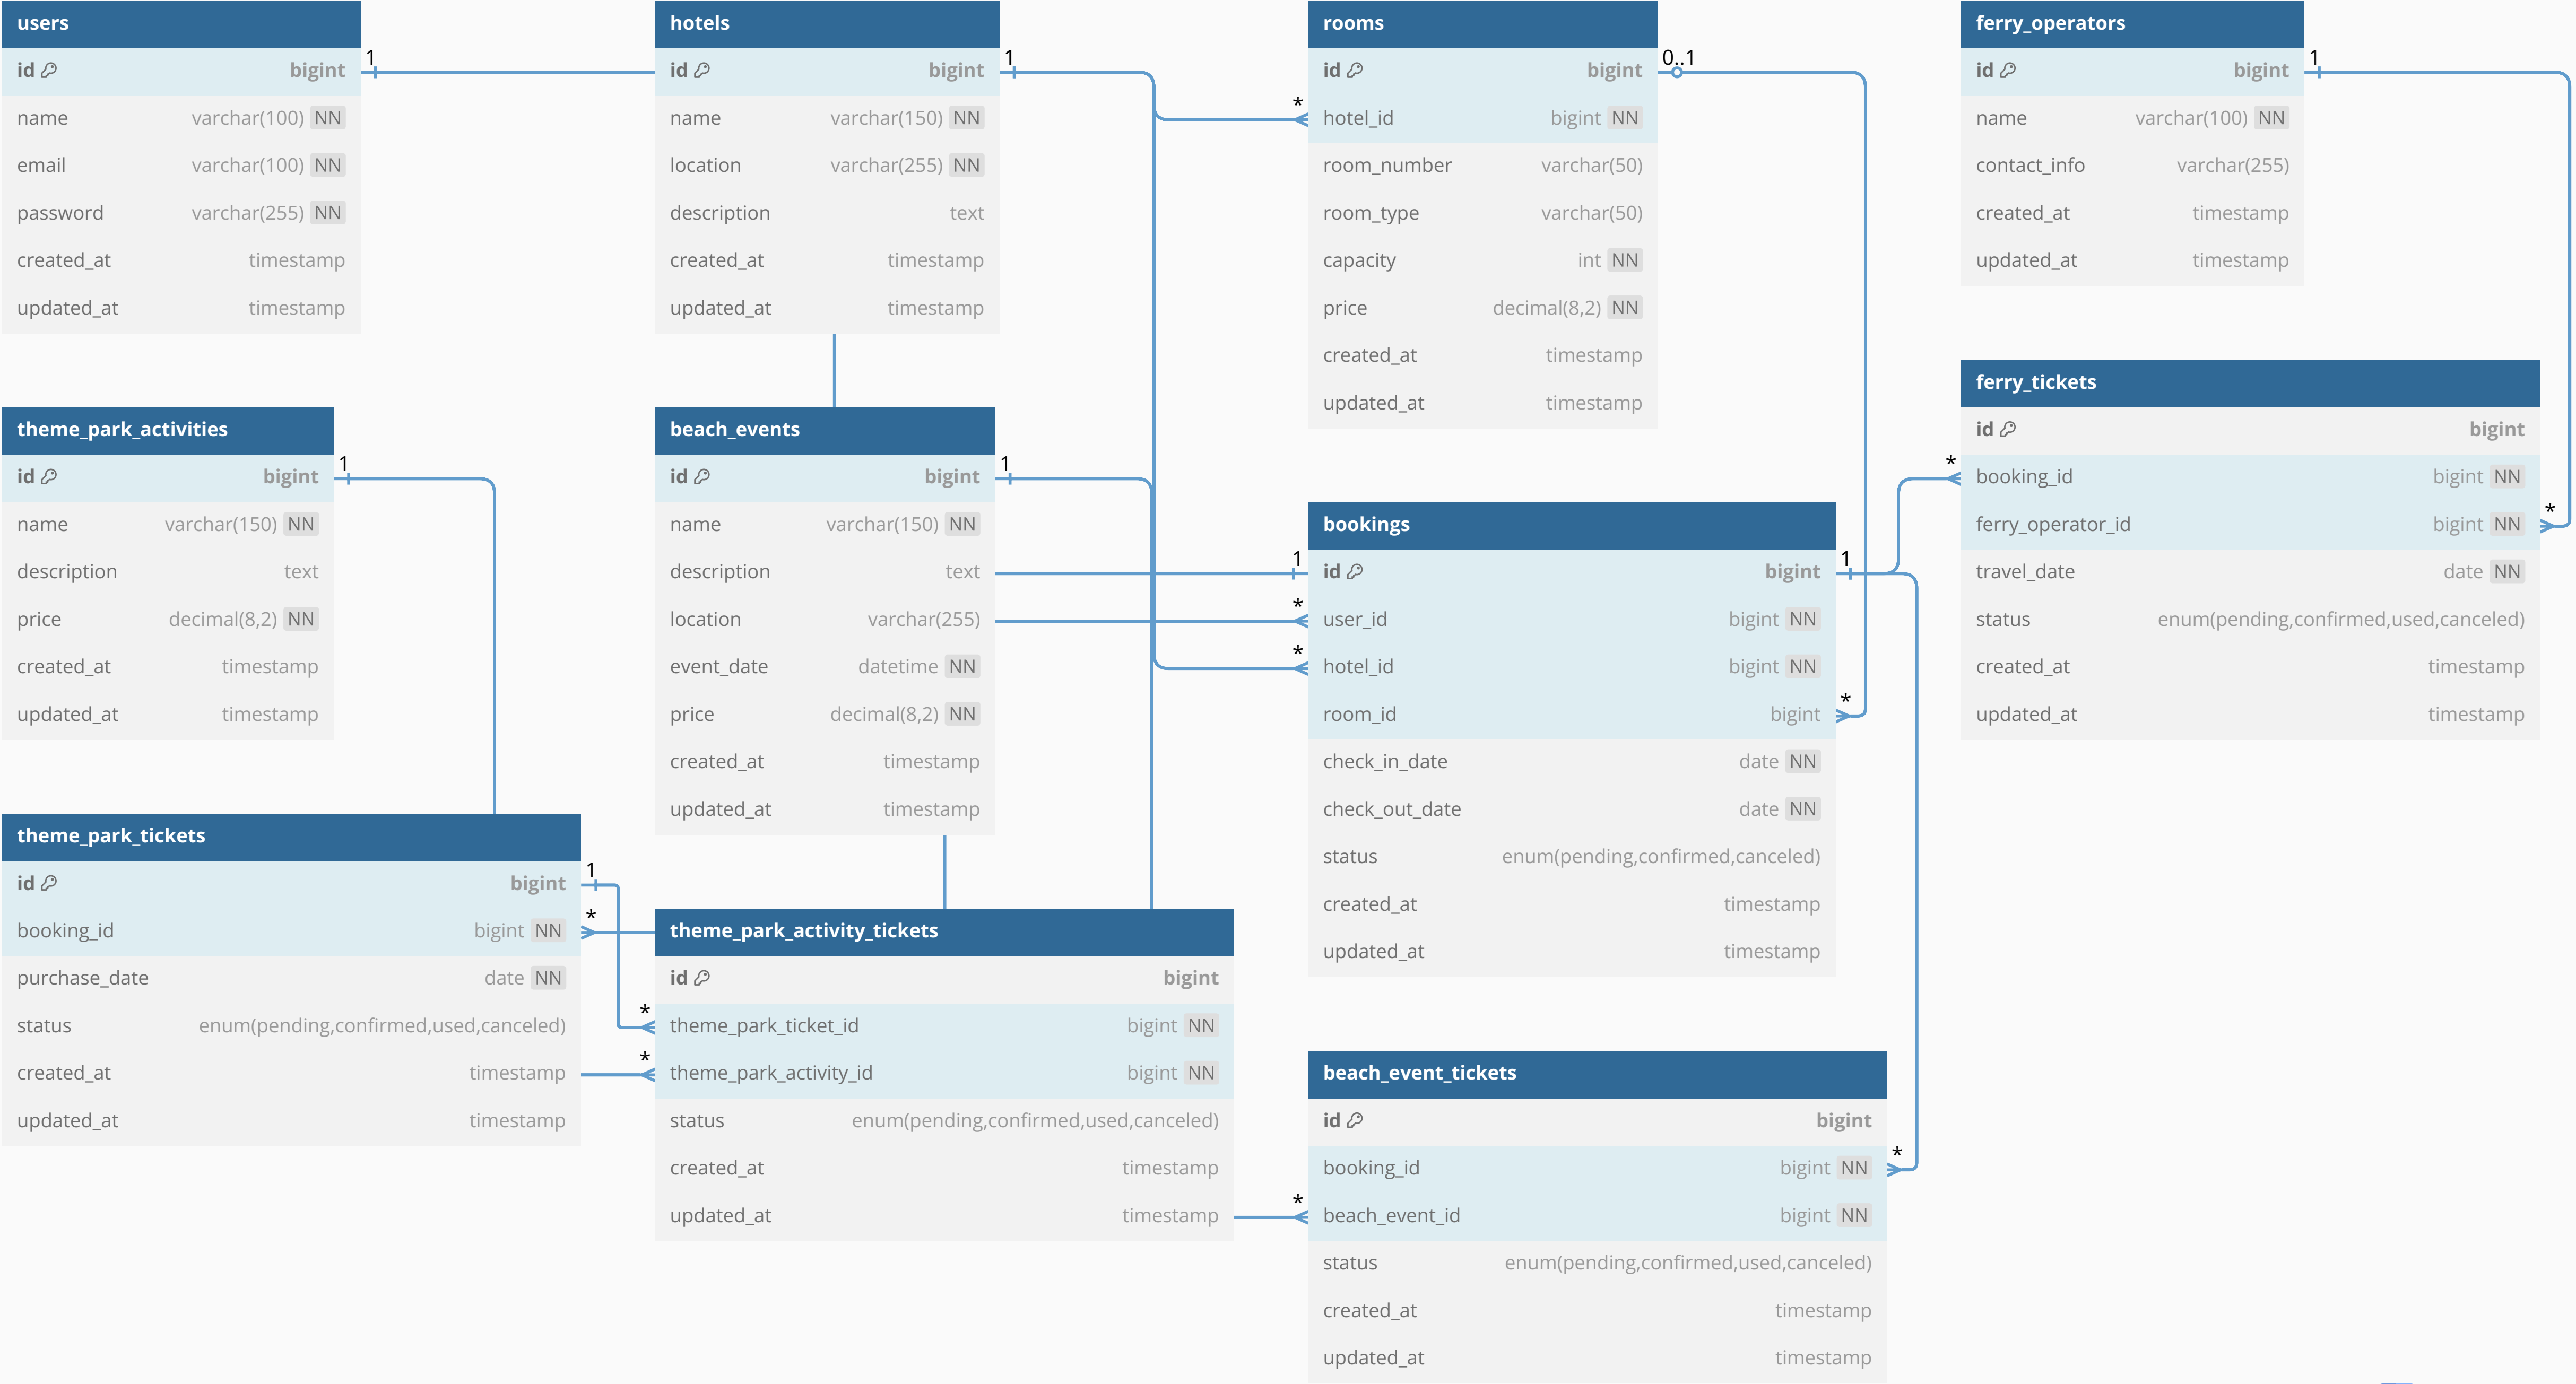 users
id bigint
name varchar(100) NN
email varchar(100) NN
password varchar(255) NN
created_at timestamp
updated_at timestamp
1
hotels
id bigint
name varchar(150) NN
location varchar(255) NN
description text
created_at timestamp
updated_at timestamp
1
rooms
id bigint
* hotel_id bigint NN
room_number varchar(50)
room_type varchar(50)
capacity int NN
price decimal(8,2) NN
created_at timestamp
updated_at timestamp
0..1
ferry_operators
id bigint
name varchar(100) NN
contact_info varchar(255)
created_at timestamp
updated_at timestamp
1
theme_park_activities
id bigint
name varchar(150) NN
description text
price decimal(8,2) NN
created_at timestamp
updated_at timestamp
1
beach_events
id bigint
name varchar(150) NN
description text
location varchar(255)
event_date datetime NN
price decimal(8,2) NN
created_at timestamp
updated_at timestamp
1
bookings
1 id bigint 1
* user_id bigint NN
* hotel_id bigint NN
room_id bigint *
check_in_date date NN
check_out_date date NN
status enum(pending,confirmed,canceled)
created_at timestamp
updated_at timestamp
ferry_tickets
id bigint
* booking_id bigint NN
ferry_operator_id bigint NN *
travel_date date NN
status enum(pending,confirmed,used,canceled)
created_at timestamp
updated_at timestamp
theme_park_tickets
id bigint 1
booking_id bigint NN *
purchase_date date NN
status enum(pending,confirmed,used,canceled)
created_at timestamp
updated_at timestamp
theme_park_activity_tickets
id bigint
* theme_park_ticket_id bigint NN
* theme_park_activity_id bigint NN
status enum(pending,confirmed,used,canceled)
created_at timestamp
updated_at timestamp
beach_event_tickets
id bigint
booking_id bigint NN *
* beach_event_id bigint NN
status enum(pending,confirmed,used,canceled)
created_at timestamp
updated_at timestamp